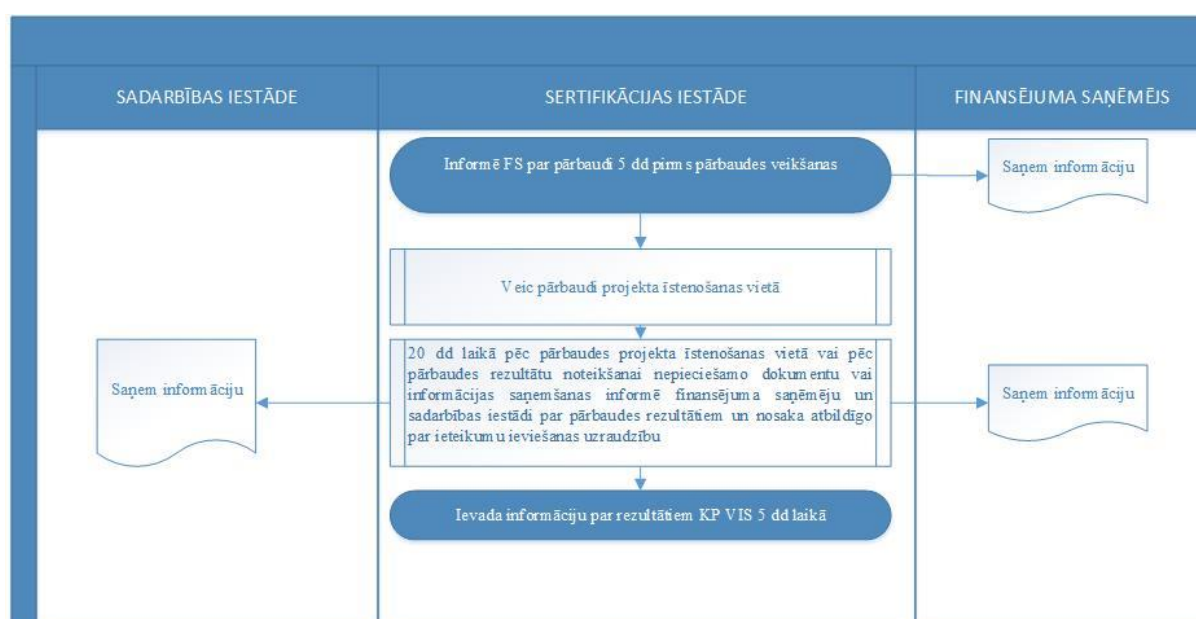 SADARBĪBAS IESTĀDE
SERTIFIKĀCIJAS IESTĀDE
FINANSĒJUMA SAŅĒMĒJS
Informē FS par pārbaudi 5 dd pirms pārbaudes veikšanas
Saņem informāciju
Veic pārbaudi projekta īstenošanas vietā
Saņem informāciju
20 dd laikā pēc pārbaudes projekta īstenošanas vietā vai pēc
pārbaudes rezultātu noteikšanai nepieciešamo dokumentu vai
informācijas saņemšanas informē finansējuma saņēmēju un
sadarbības iestādi par pārbaudes rezultātiem un nosaka atbildīgo
par ieteikumu ieviešanas uzraudzību
Saņem informāciju
Ievada informāciju par rezultātiem KP VIS 5 dd laikā